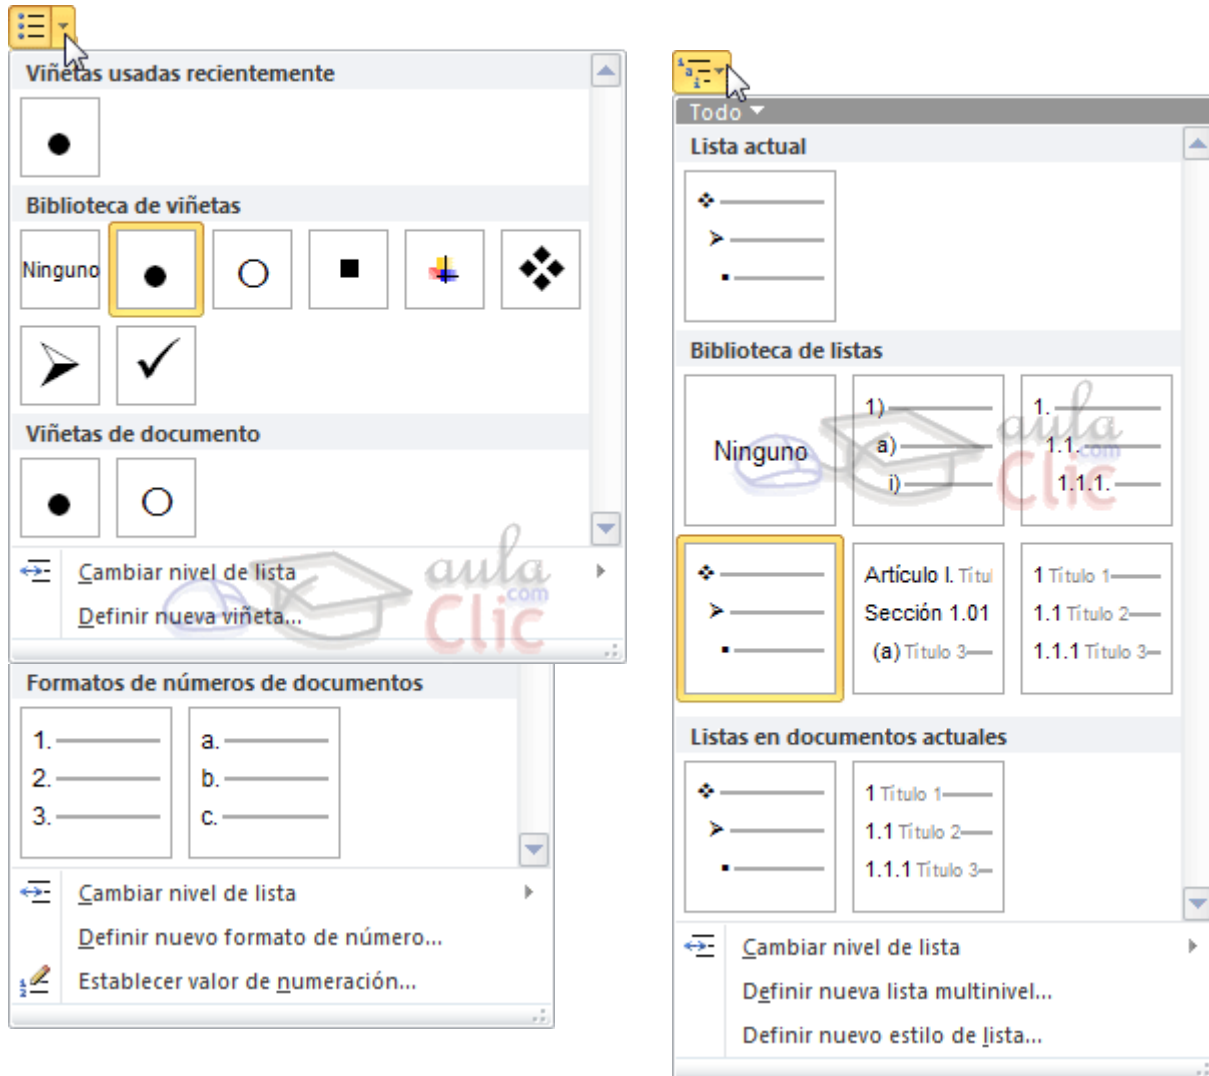 Viñetas usadas recientemente
Biblioteca de viñetas
Ninguno
Viñetas de documento
Cambiar nivel de lista
Definir nueva viñeta...
aula
.com
Clic
Formatos de números de documentos
1.
2.
3.
a.
b.
c.
Cambiar nivel de lista
Definir nuevo formato de número...
Establecer valor de numeración...
Todo
Lista actual
Biblioteca de listas
Ninguno
1)
a)
i)
1.
1.1.
1.1.1.
aula
.com
Clic
Artículo I. Títul
Sección 1.01
(a) Título 3
1 Título 1
1.1 Título 2
1.1.1 Título 3
Listas en documentos actuales
1 Título 1
1.1 Título 2
1.1.1 Título 3
Cambiar nivel de lista
Definir nueva lista multinivel...
Definir nuevo estilo de lista...